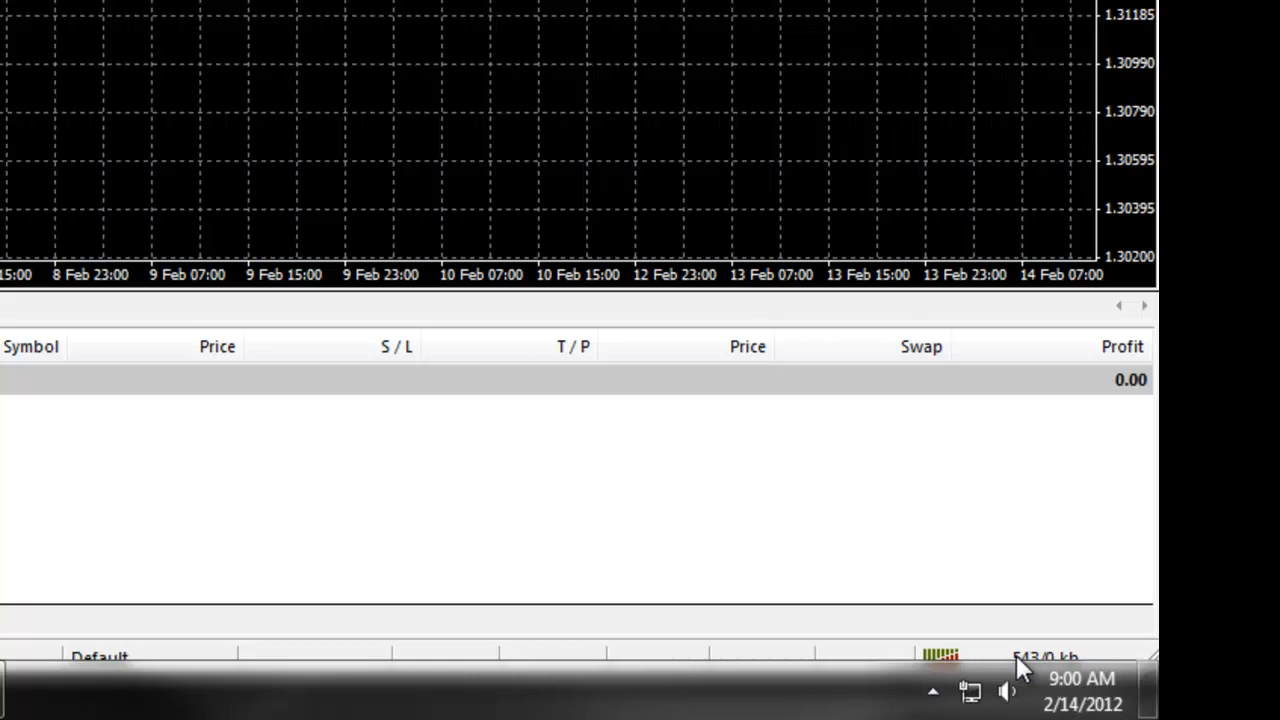 1.31185
1.30990
1.30790
1.30595
1.30395
1.30200
15:00 8 Feb 23:00 9 Feb 07:00 9 Feb 15:00 9 Feb 23:00 10 Feb 07:00 10 Feb 15:00 12 Feb 23:00 13 Feb 07:00 13 Feb 15:00 13 Feb 23:00 14 Feb 07:00
Symbol Price S / L T / P Price Swap Profit
0.00
Default 543/0 kb
9:00 AM
2/14/2012